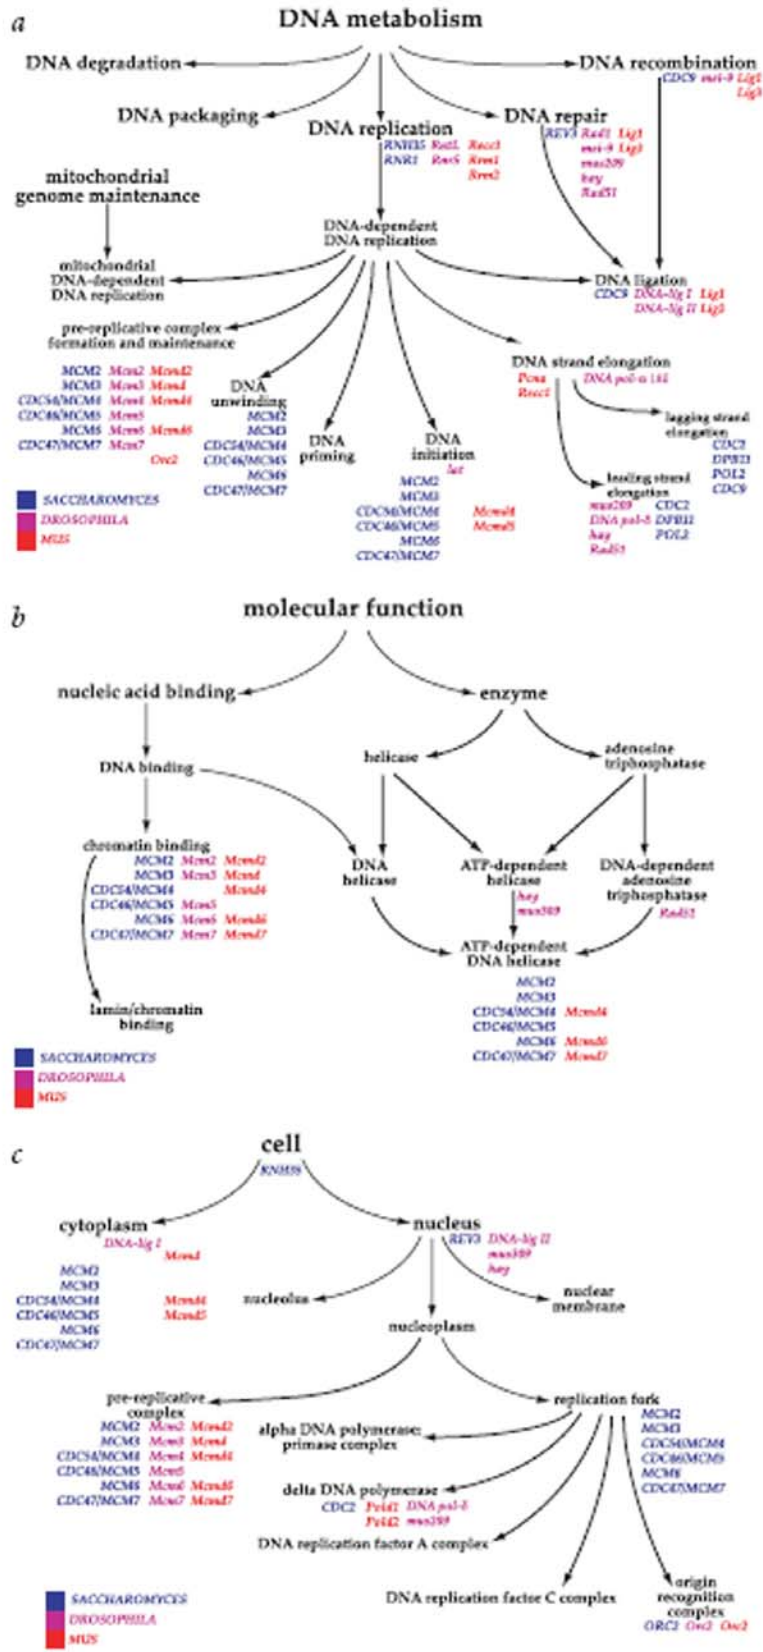 a
DNA metabolism
DNA degradation
DNA recombination
CDC9 mei-9 Lig1
Lig3
DNA packaging
DNA repair
REV3 Rad1 Lig1
mei-9 Lig3
mus209
hay
Rad51
DNA replication
RNH35 Recc1
RNR1 RnrS Rrm1
Rrm2
mitochondrial
genome maintenance
DNA-dependent
DNA replication
mitochondrial
DNA-dependent
DNA replication
DNA ligation
CDC9 DNA-lig I Lig1
DNA-lig II Lig3
pre-replicative complex
formation and maintenance
MCM2 Mcm2 Mcmd2
MCM3 Mcm3 Mcmd
CDC54/MCM4 Mcm4 Mcmd4
CDC46/MCM5 Mcm5
MCM6 Mcm6 Mcmd6
CDC47/MCM7 Mcm7
Orc2
DNA
unwinding
MCM2
MCM3
CDC54/MCM4
CDC46/MCM5
MCM6
CDC47/MCM7
DNA
priming
DNA
initiation
lat
MCM2
MCM3
CDC54/MCM4 Mcmd4
CDC46/MCM5 Mcmd5
MCM6
CDC47/MCM7
DNA strand elongation
Pcna DNA pol-α
Recc1
lagging strand
elongation
CDC2
DPB11
POL2
CDC9
leading strand
elongation
mus209 CDC2
DNA pol-δ DPB11
hay POL2
Rad51
SACCHAROMYCES
DROSOPHILA
MUS
b
molecular function
nucleic acid binding
enzyme
DNA binding
helicase
adenosine
triphosphatase
chromatin binding
MCM2 Mcm2 Mcmd2
MCM3 Mcm3 Mcmd
CDC54/MCM4 Mcmd4
CDC46/MCM5 Mcm5
MCM6 Mcm6 Mcmd6
CDC47/MCM7 Mcm7 Mcmd7
DNA
helicase
ATP-dependent
helicase
hay
mus309
DNA-dependent
adenosine
triphosphatase
Rad51
ATP-dependent
DNA helicase
MCM2
MCM3
CDC54/MCM4 Mcmd4
CDC46/MCM5
MCM6 Mcmd6
CDC47/MCM7 Mcmd7
lamin/chromatin
binding
SACCHAROMYCES
DROSOPHILA
MUS
c
cell
RNH35
cytoplasm
DNA-lig I
Mcmd
MCM2
MCM3
CDC54/MCM4 Mcmd4
CDC46/MCM5 Mcmd5
MCM6
CDC47/MCM7
nucleus
REV3 DNA-lig II
mus309
hay
nucleolus
nuclear
membrane
nucleoplasm
pre-replicative
complex
MCM2 Mcm2 Mcmd2
MCM3 Mcm3 Mcmd
CDC54/MCM4 Mcm4 Mcmd4
CDC46/MCM5 Mcm5
MCM6 Mcm6 Mcmd6
CDC47/MCM7 Mcm7 Mcmd7
replication fork
MCM2
MCM3
CDC54/MCM4
CDC46/MCM5
MCM6
CDC47/MCM7
alpha DNA polymerase:
primase complex
delta DNA polymerase
CDC2 Pold1 DNA pol-δ
Pold2 mus209
DNA replication factor A complex
DNA replication factor C complex
origin
recognition
complex
ORC2 Orc2 Orc2
SACCHAROMYCES
DROSOPHILA
MUS